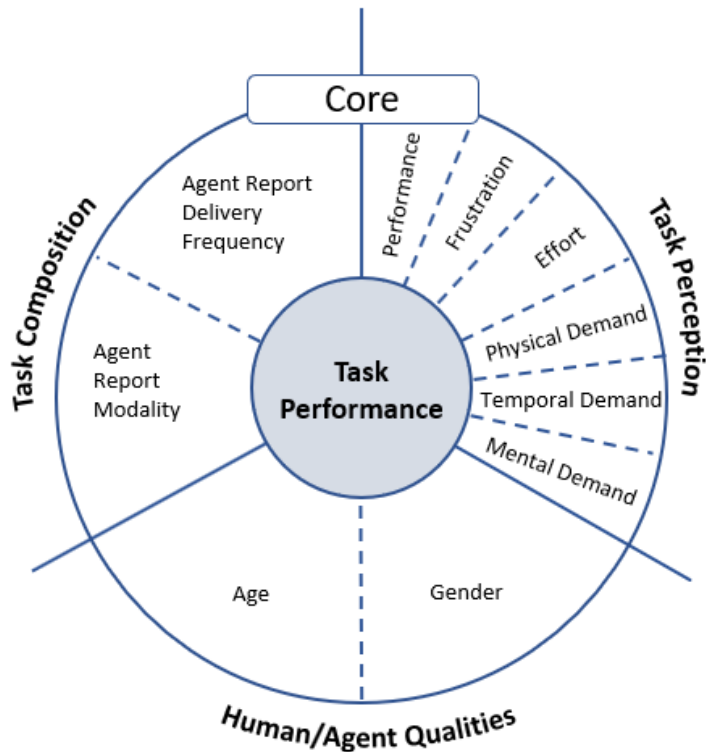 Core
Agent Report
Delivery
Frequency
Performance
Frustration
Effort
Physical Demand
Temporal Demand
Mental Demand
Task Composition
Agent
Report
Modality
Task
Performance
Task Perception
Age
Gender
Human/Agent Qualities